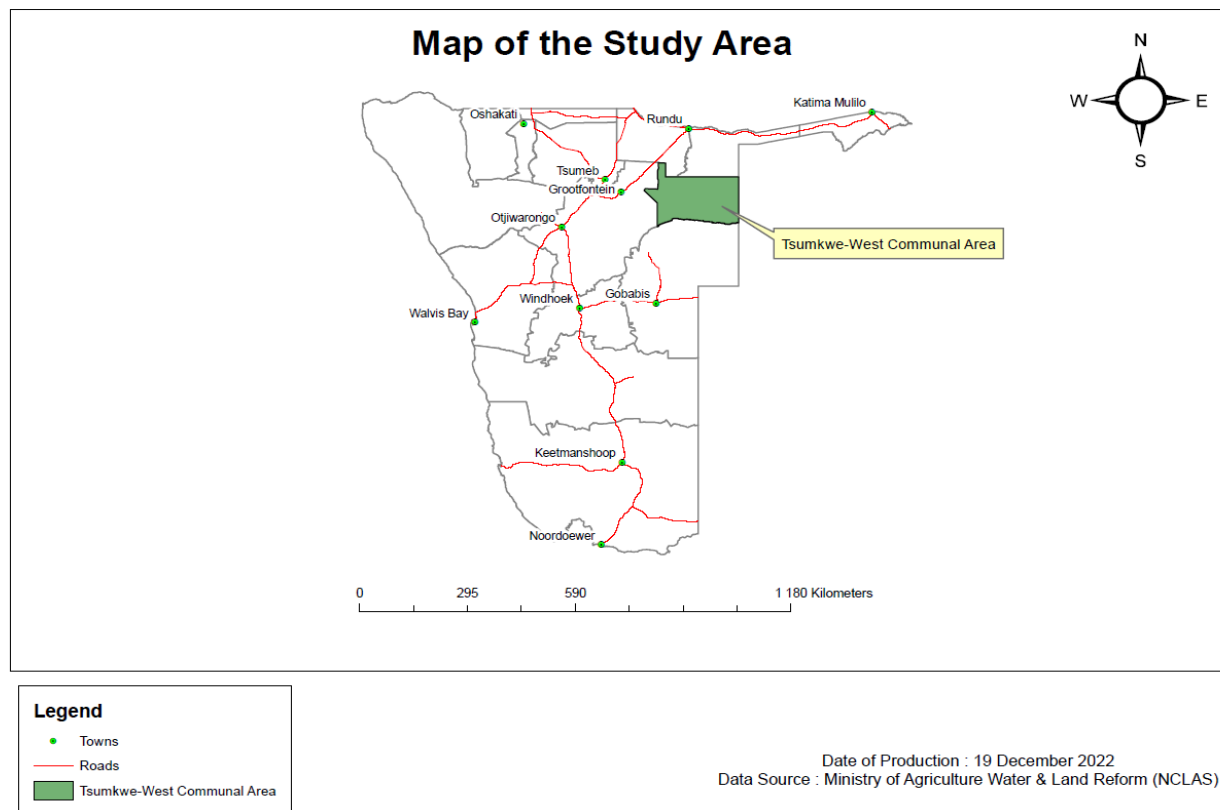 Map of the Study Area
N
W
E
S
Katima Mulilo
Oshakati
Rundu
Tsumeb
Grootfontein
Otjiwarongo
Tsumkwe-West Communal Area
Windhoek
Gobabis
Walvis Bay
Keetmanshoop
Noordoewer
0 295 590 1 180 Kilometers
Legend
Towns
Roads
Tsumkwe-West Communal Area
Date of Production : 19 December 2022
Data Source : Ministry of Agriculture Water & Land Reform (NCLAS)